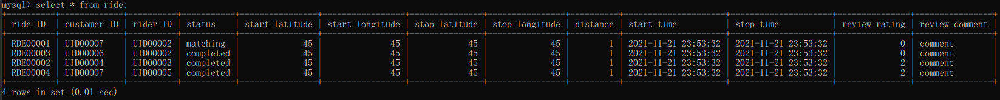 mysql> select * from ride;
| ride_ID | customer_ID | rider_ID | status | start_latitude | start_longitude | stop_latitude | stop_longitude | distance | start_time | stop_time | review_rating | review_comment |
| RDE00001 | UID00007 | UID00002 | matching | 45 | 45 | 45 | 45 | 1 | 2021-11-21 23:53:32 | 2021-11-21 23:53:32 | 0 | comment |
| RDE00003 | UID00006 | UID00002 | completed | 45 | 45 | 45 | 45 | 1 | 2021-11-21 23:53:32 | 2021-11-21 23:53:32 | 0 | comment |
| RDE00002 | UID00004 | UID00003 | completed | 45 | 45 | 45 | 45 | 1 | 2021-11-21 23:53:32 | 2021-11-21 23:53:32 | 2 | comment |
| RDE00004 | UID00007 | UID00005 | completed | 45 | 45 | 45 | 45 | 1 | 2021-11-21 23:53:32 | 2021-11-21 23:53:32 | 2 | comment |
4 rows in set (0.01 sec)